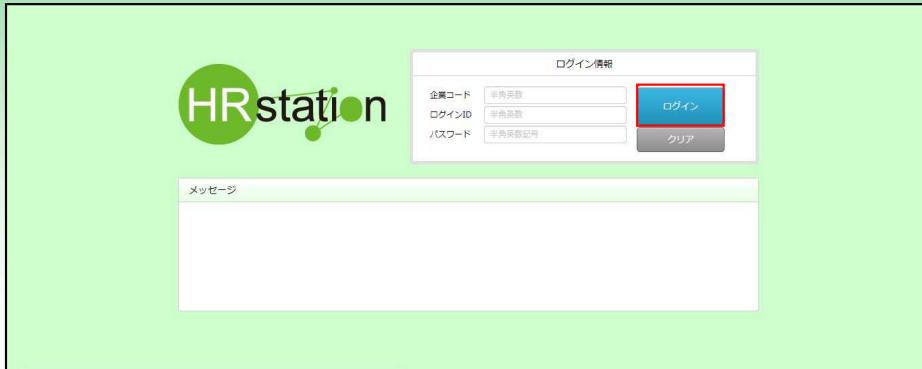 HRstation
ログイン情報
企業コード 半角英数
ログインID 半角英数
パスワード 半角英数記号
ログイン
クリア
メッセージ